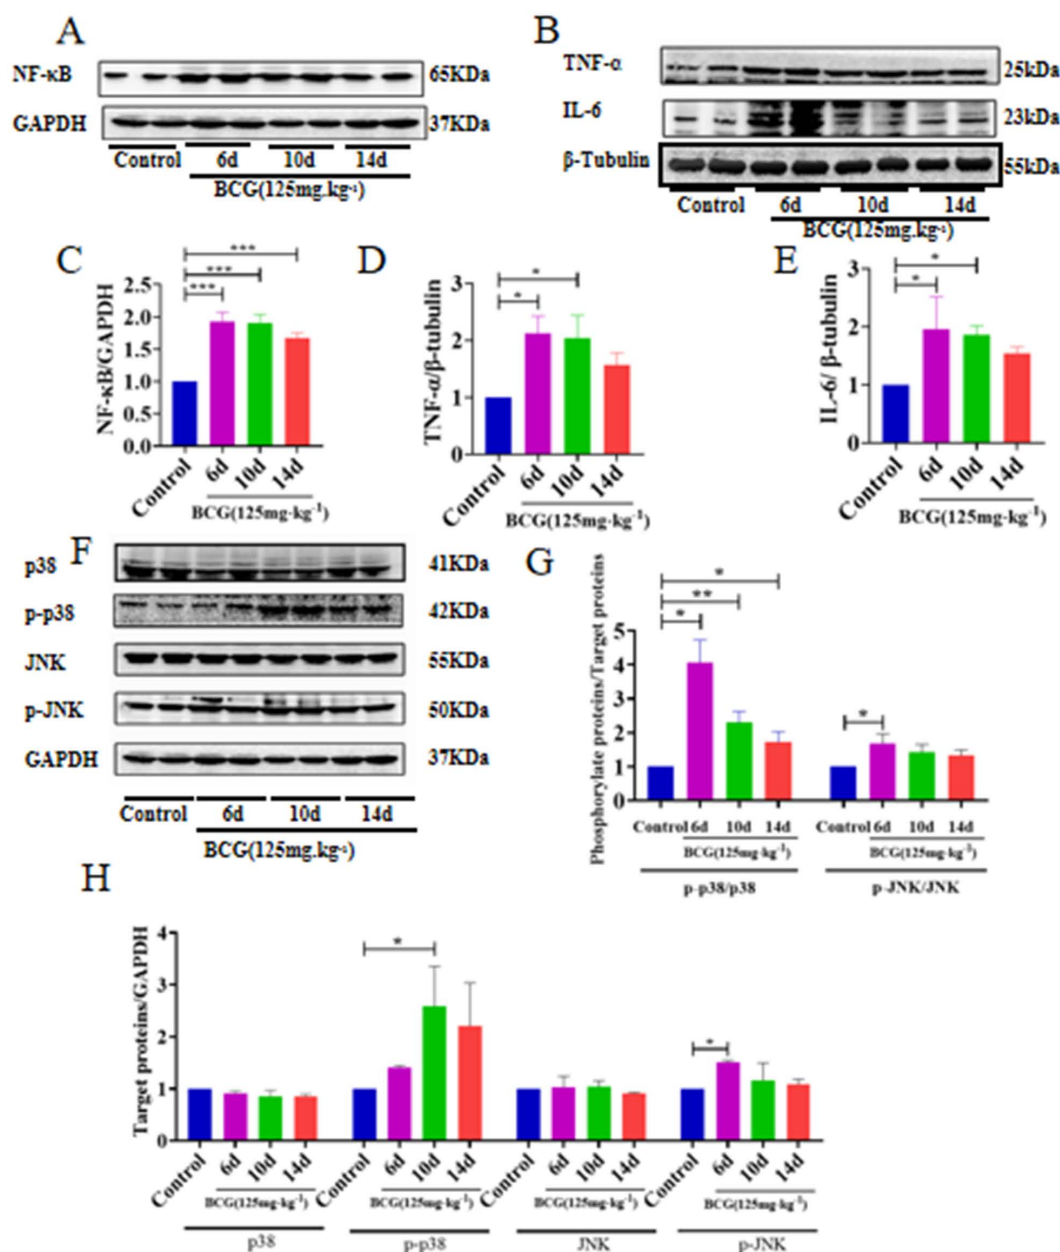 A
NF-κB
65KDa
GAPDH
37KDa
Control 6d 10d 14d
BCG(125mg.kg⁻¹)
B
TNF-α
25kDa
IL-6
23kDa
β-Tubulin
55kDa
Control 6d 10d 14d
BCG(125mg.kg⁻¹)
C
NF-κB/GAPDH
2.5
2.0
1.5
1.0
0.5
0.0
***
***
***
Control 6d 10d 14d
BCG(125mg·kg⁻¹)
D
TNF-α/β-tubulin
3
2
1
0
*
*
Control 6d 10d 14d
BCG(125mg·kg⁻¹)
E
IL-6/ β-tubulin
3
2
1
0
*
*
Control 6d 10d 14d
BCG(125mg·kg⁻¹)
F
p38
41KDa
p-p38
42KDa
JNK
55KDa
p-JNK
50KDa
GAPDH
37KDa
Control 6d 10d 14d
BCG(125mg.kg⁻¹)
G
Phosphorylate proteins/Target proteins
5
4
3
2
1
0
*
**
*
*
Control 6d 10d 14d Control 6d 10d 14d
BCG(125mg·kg⁻¹) BCG(125mg·kg⁻¹)
p-p38/p38 p-JNK/JNK
H
Target proteins/GAPDH
4
3
2
1
0
*
*
Control 6d 10d 14d Control 6d 10d 14d Control 6d 10d 14d Control 6d 10d 14d
BCG(125mg·kg⁻¹) BCG(125mg·kg⁻¹) BCG(125mg·kg⁻¹) BCG(125mg·kg⁻¹)
p38 p-p38 JNK p-JNK